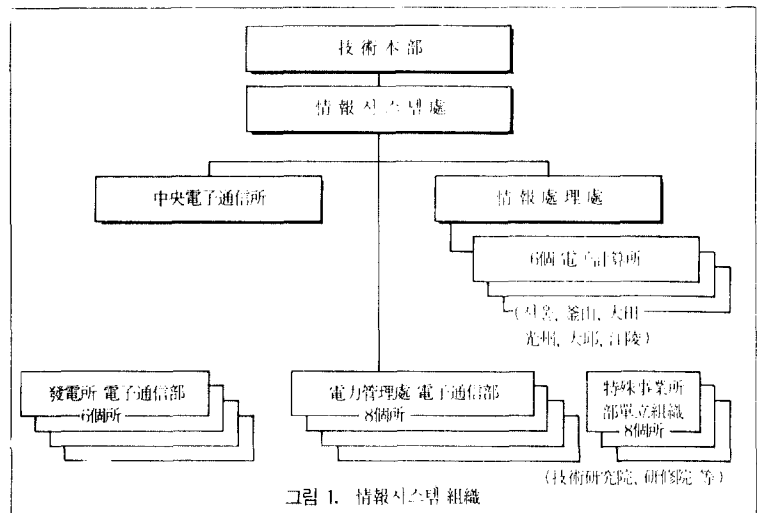 技術本部
情報시스템處
中央電子通信所
情報處理處
6個 電子計算所
(서울, 釜山, 大田
光州, 大邱, 江陵)
發電所 電子通信部
6個所
電力管理處 電子通信部
8個所
特殊事業所
部單立組織
8個所
(技術研究院, 研修院 等)
그림 1. 情報시스템 組織